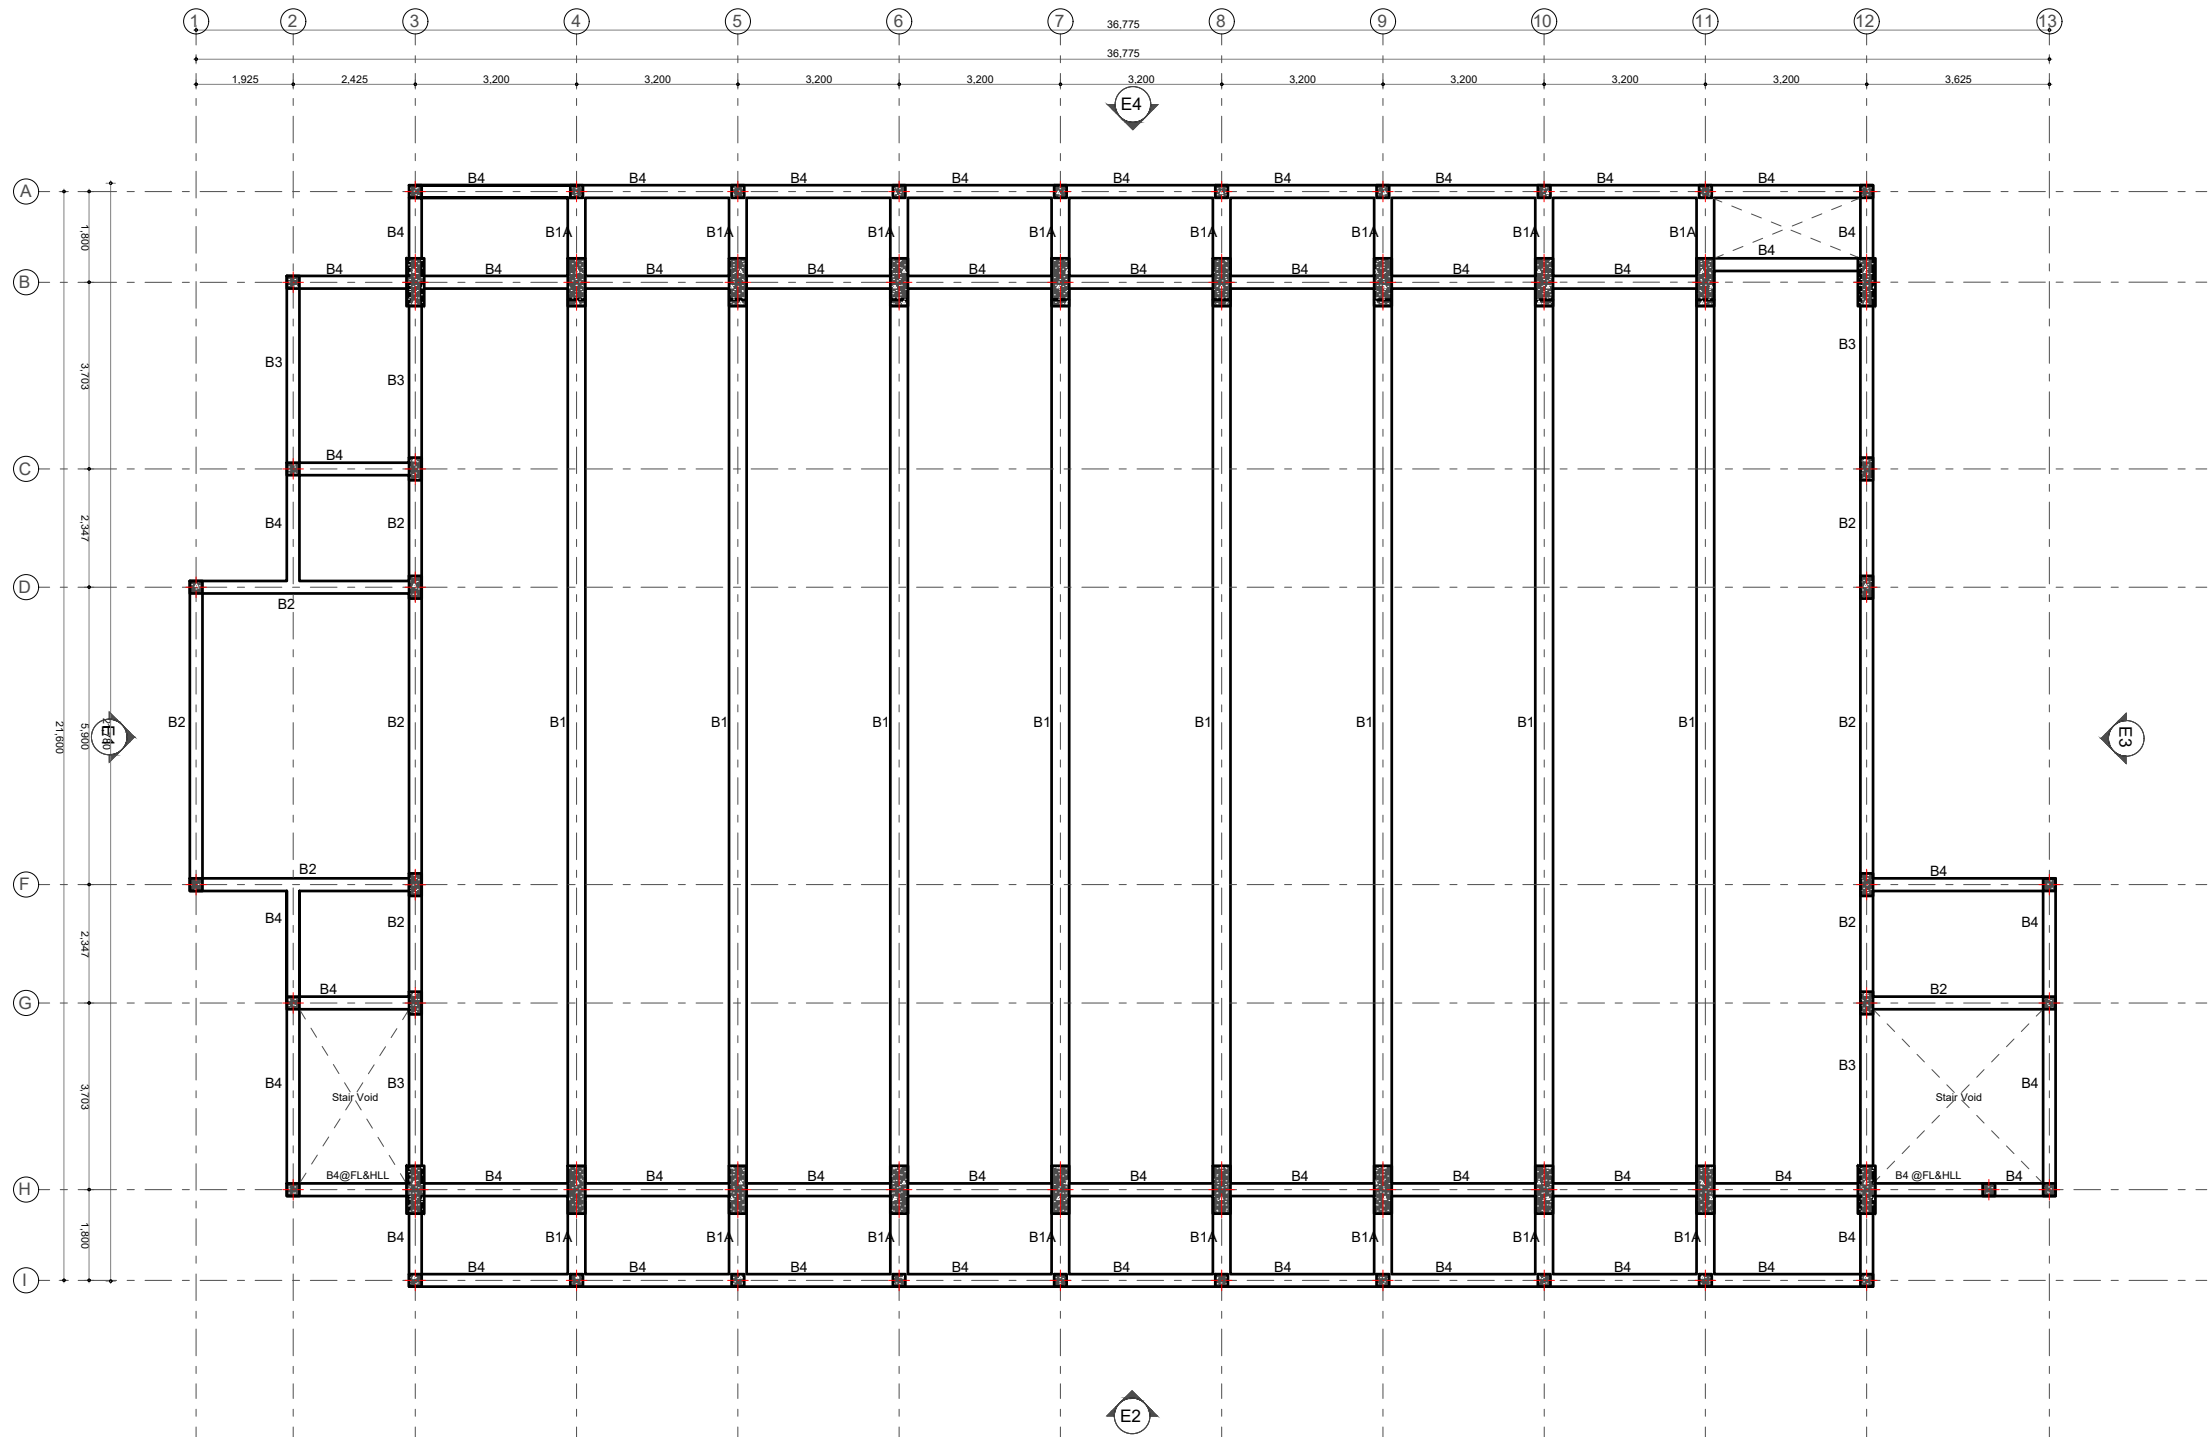 1 2 3 4 5 6 7 8 9 10 11 12 13
36,775
36,775
1,925 2,425 3,200 3,200 3,200 3,200 3,200 3,200 3,200 3,200 3,200 3,625
E4
B4 B4 B4 B4 B4 B4 B4 B4 B4
A
1,800
B4 B1A B1A B1A B1A B1A B1A B1A B1A B4
B4
B4 B4 B4 B4 B4 B4 B4 B4 B4
B
B3
B3
3,703
B3
B4
C
B4 B2 B2
2,347
D
B2
B2 B2 B1 B1 B1 B1 B1 B1 B1 B1 B2
21,600
5,900
21,780
E1
E3
B2
B4
F
B4 B2 B2 B4
2,347
B4 B2
G
B3
B4 B3 B4
3,703
Stair Void Stair Void
B4@FL&HLL B4 B4 B4 B4 B4 B4 B4 B4 B4 B4 @FL&HLL B4
H
1,800
B4 B1A B1A B1A B1A B1A B1A B1A B1A B4
B4 B4 B4 B4 B4 B4 B4 B4 B4
I
E2